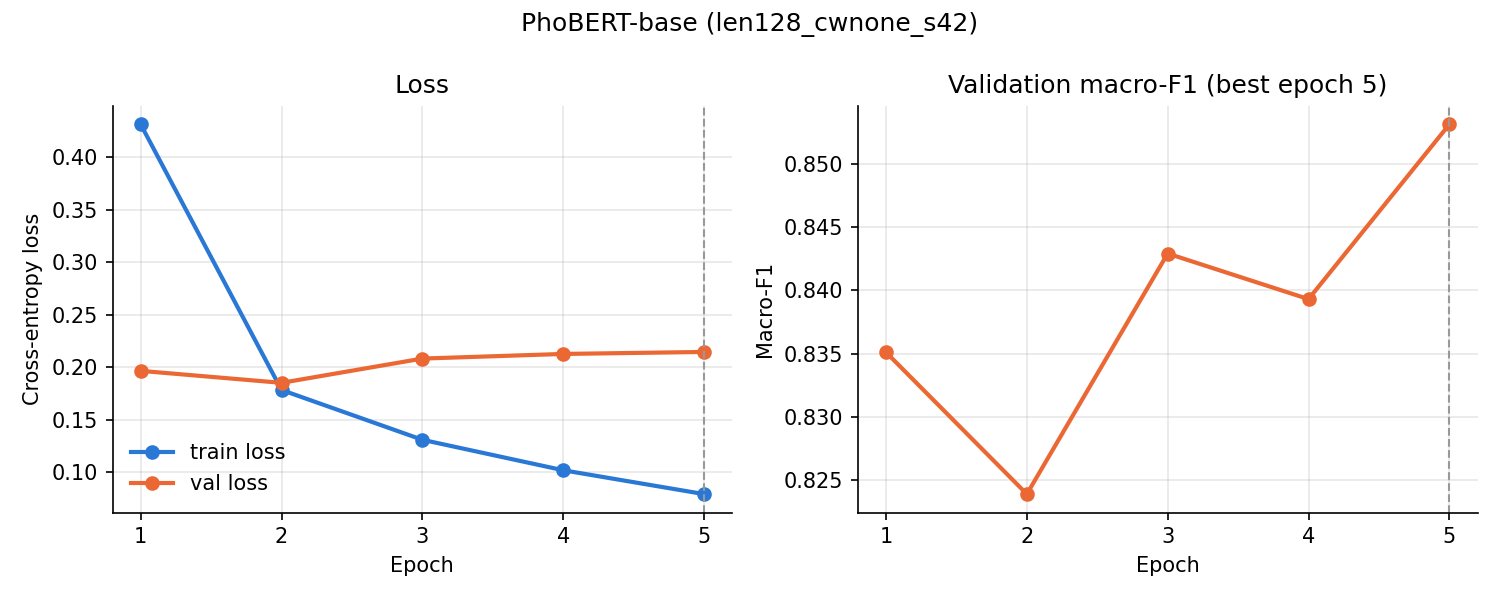 PhoBERT-base (len128_cwnone_s42)
Loss
Cross-entropy loss
0.40
0.35
0.30
0.25
0.20
0.15
0.10
train loss
val loss
1 2 3 4 5
Epoch
Validation macro-F1 (best epoch 5)
Macro-F1
0.850
0.845
0.840
0.835
0.830
0.825
1 2 3 4 5
Epoch